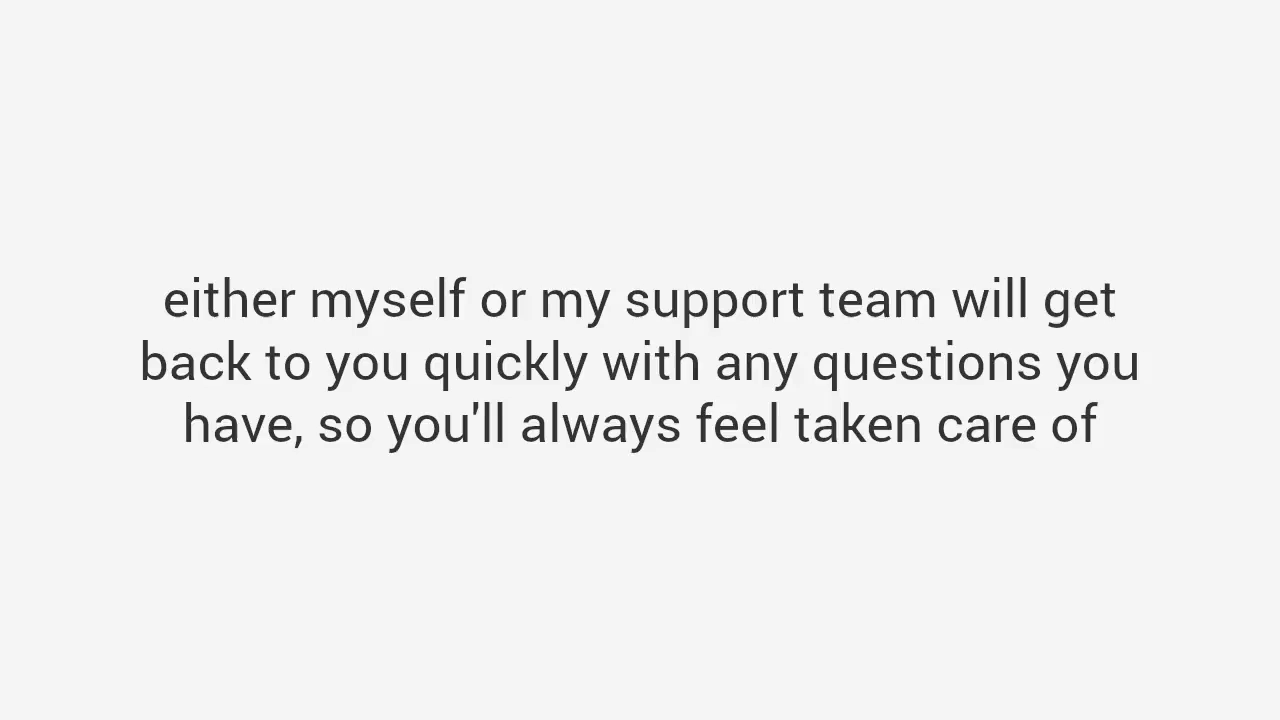 either myself or my support team will get
back to you quickly with any questions you
have, so you'll always feel taken care of